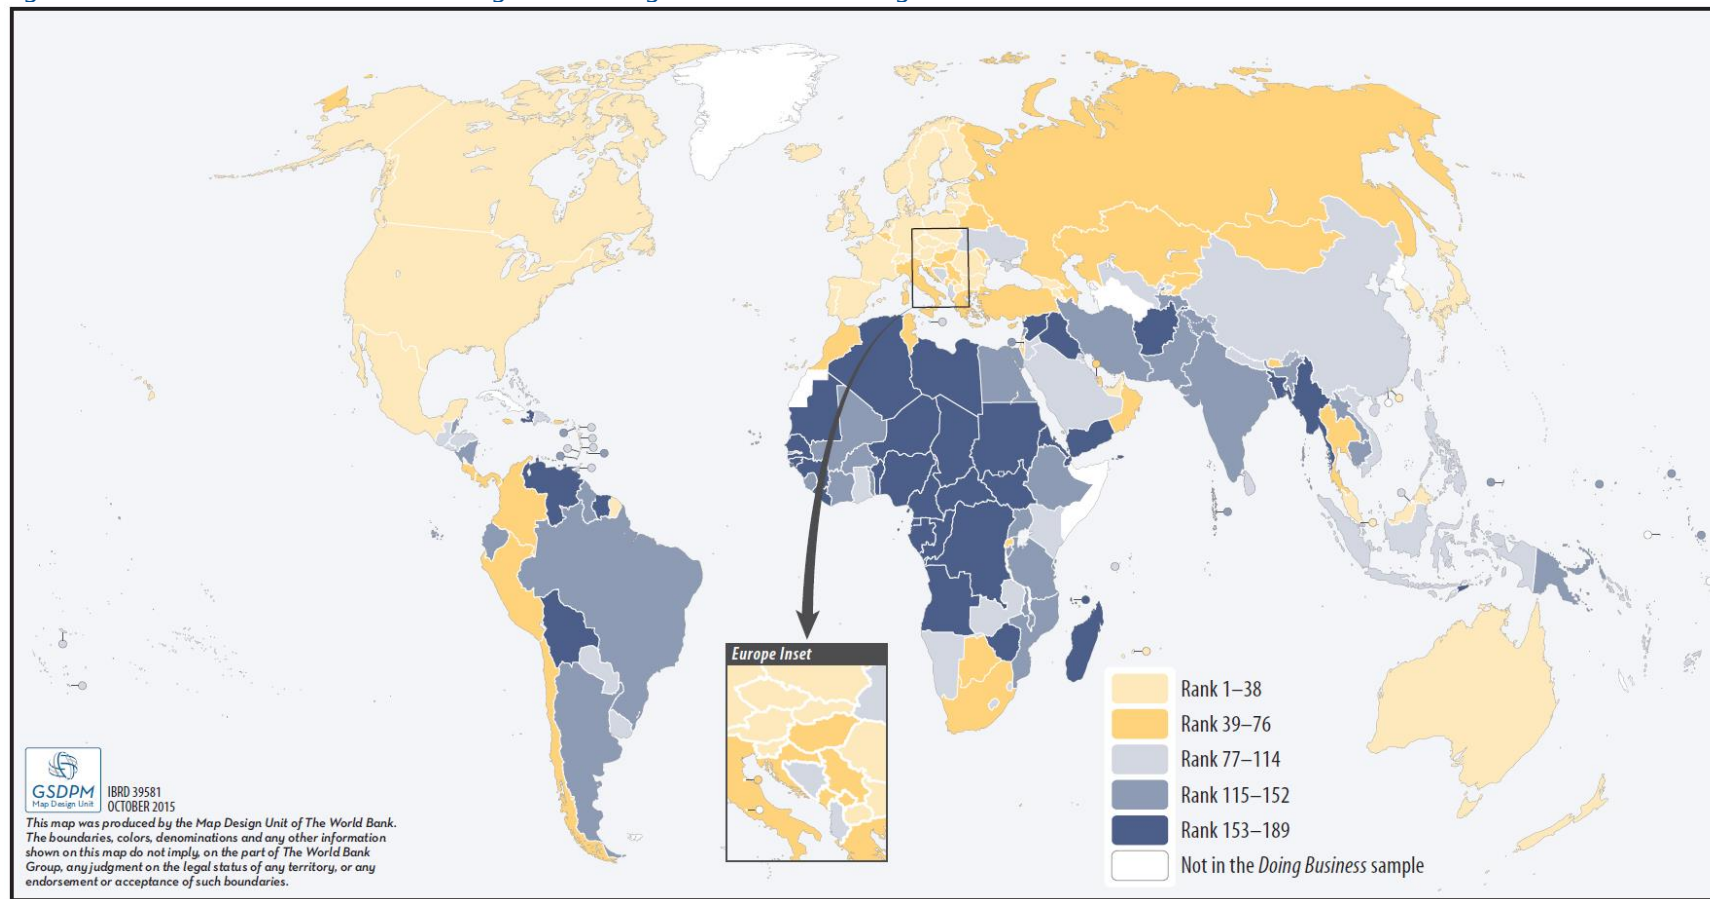 Europe Inset
Rank 1–38
Rank 39–76
Rank 77–114
Rank 115–152
Rank 153–189
Not in the Doing Business sample
GSDPM
Map Design Unit
IBRD 39581
OCTOBER 2015
This map was produced by the Map Design Unit of The World Bank.
The boundaries, colors, denominations and any other information
shown on this map do not imply, on the part of The World Bank
Group, any judgment on the legal status of any territory, or any
endorsement or acceptance of such boundaries.